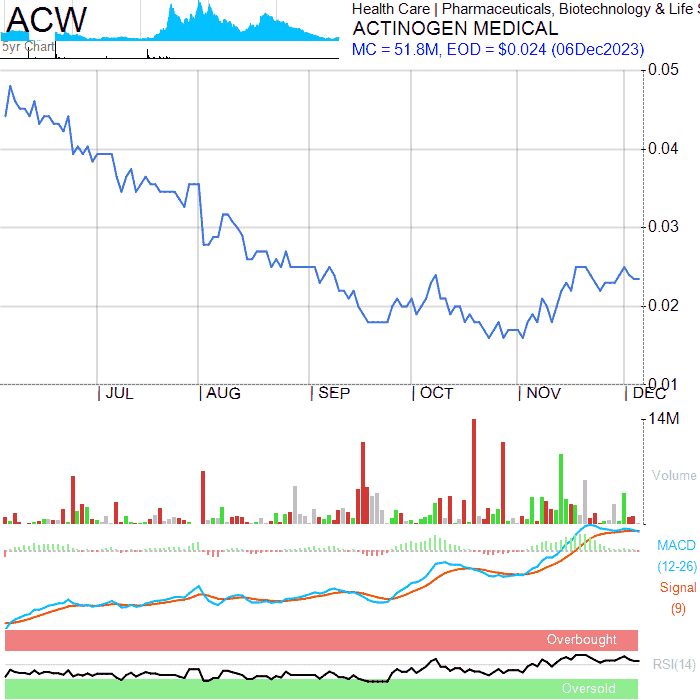 ACW
5yr Chart
Health Care | Pharmaceuticals, Biotechnology & Life S
ACTINOGEN MEDICAL
MC = 51.8M, EOD = $0.024 (06Dec2023)
0.05
0.04
0.03
0.02
0.01
JUL AUG SEP OCT NOV DEC
14M
Volume
MACD
(12-26)
Signal
(9)
Overbought
RSI(14)
Oversold